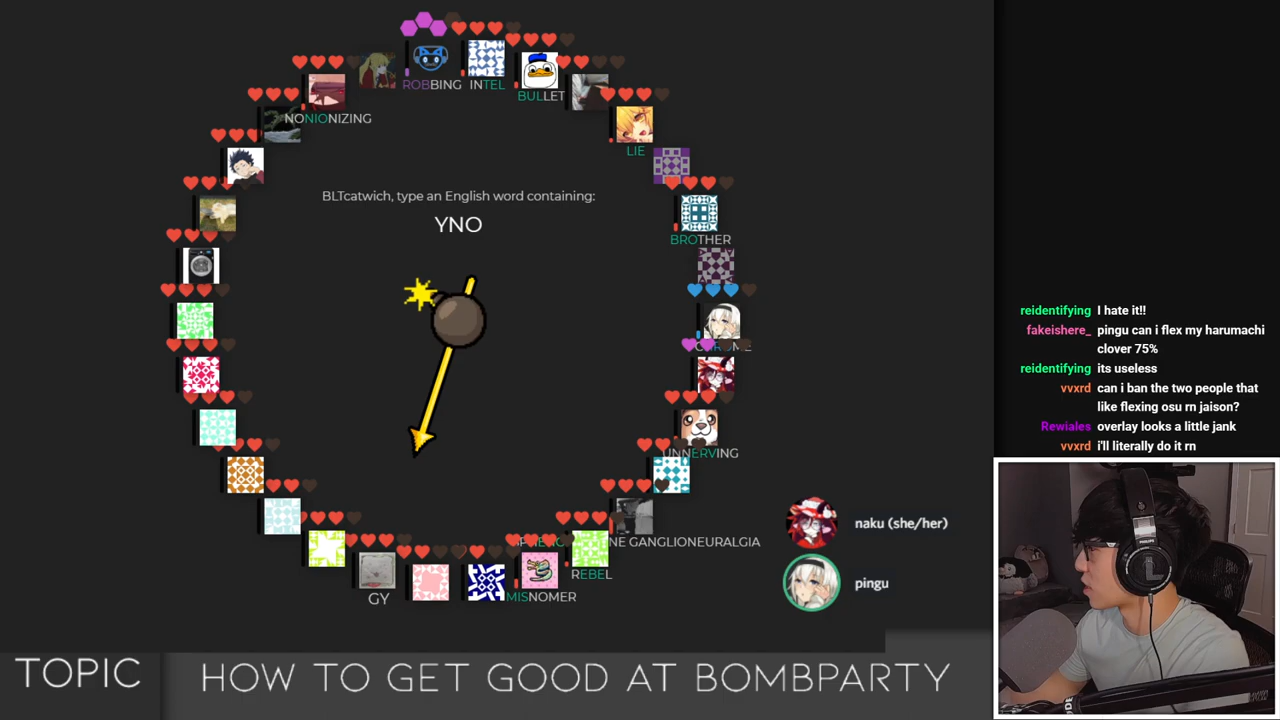 ROBBING
INTEL
BULLET
NONIONIZING
LIE
BLTcatwich, type an English word containing:
YNO
BROTHER
UNNERVING
NE GANGLIONEURALGIA
REBEL
GY
MISNOMER
reidentifying I hate it!!
fakeishere_ pingu can i flex my harumachi
clover 75%
reidentifying its useless
vvxrd can i ban the two people that
like flexing osu rn jaison?
Rewiales overlay looks a little jank
vvxrd i'll literally do it rn
naku (she/her)
pingu
PHILIPS
TOPIC
HOW TO GET GOOD AT BOMBPARTY